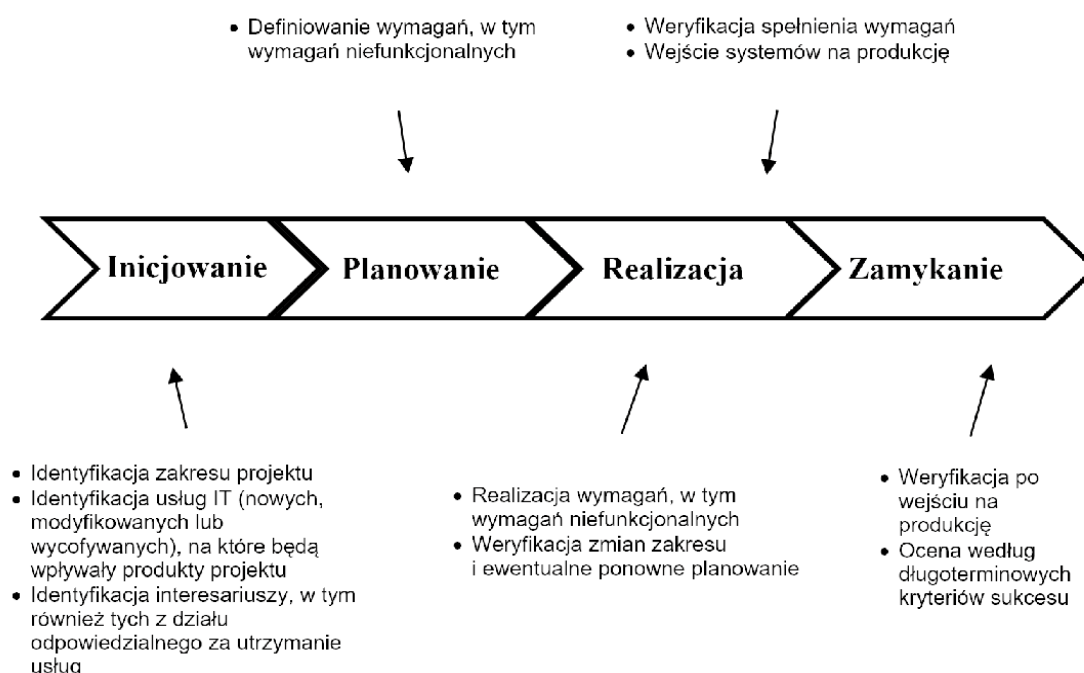 • Definiowanie wymagań, w tym
wymagań niefunkcjonalnych
• Weryfikacja spełnienia wymagań
• Wejście systemów na produkcję
Inicjowanie
Planowanie
Realizacja
Zamykanie
• Identyfikacja zakresu projektu
• Identyfikacja usług IT (nowych,
modyfikowanych lub
wycofywanych), na które będą
wpływały produkty projektu
• Identyfikacja interesariuszy, w tym
również tych z działu
odpowiedzialnego za utrzymanie
usług
• Realizacja wymagań, w tym
wymagań niefunkcjonalnych
• Weryfikacja zmian zakresu
i ewentualne ponowne planowanie
• Weryfikacja po
wejściu na
produkcję
• Ocena według
długoterminowych
kryteriów sukcesu